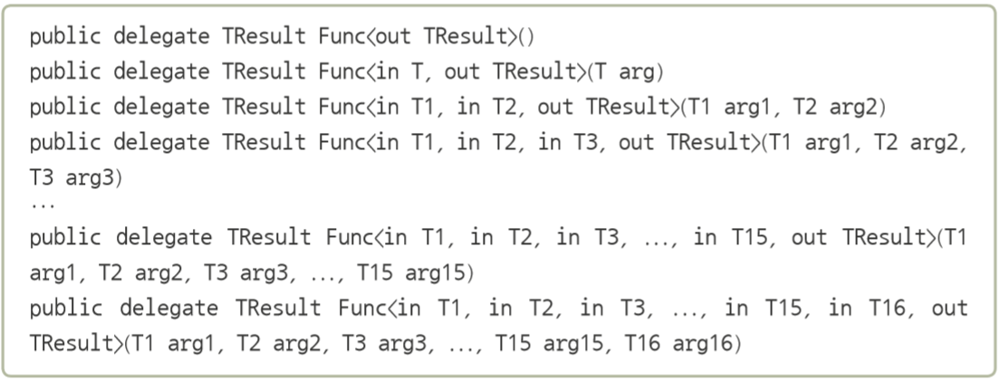 public delegate TResult Func<out TResult>()
public delegate TResult Func<in T, out TResult>(T arg)
public delegate TResult Func<in T1, in T2, out TResult>(T1 arg1, T2 arg2)
public delegate TResult Func<in T1, in T2, in T3, out TResult>(T1 arg1, T2 arg2,
T3 arg3)
...
public delegate TResult Func<in T1, in T2, in T3, ..., in T15, out TResult>(T1
arg1, T2 arg2, T3 arg3, ..., T15 arg15)
public delegate TResult Func<in T1, in T2, in T3, ..., in T15, in T16, out
TResult>(T1 arg1, T2 arg2, T3 arg3, ..., T15 arg15, T16 arg16)